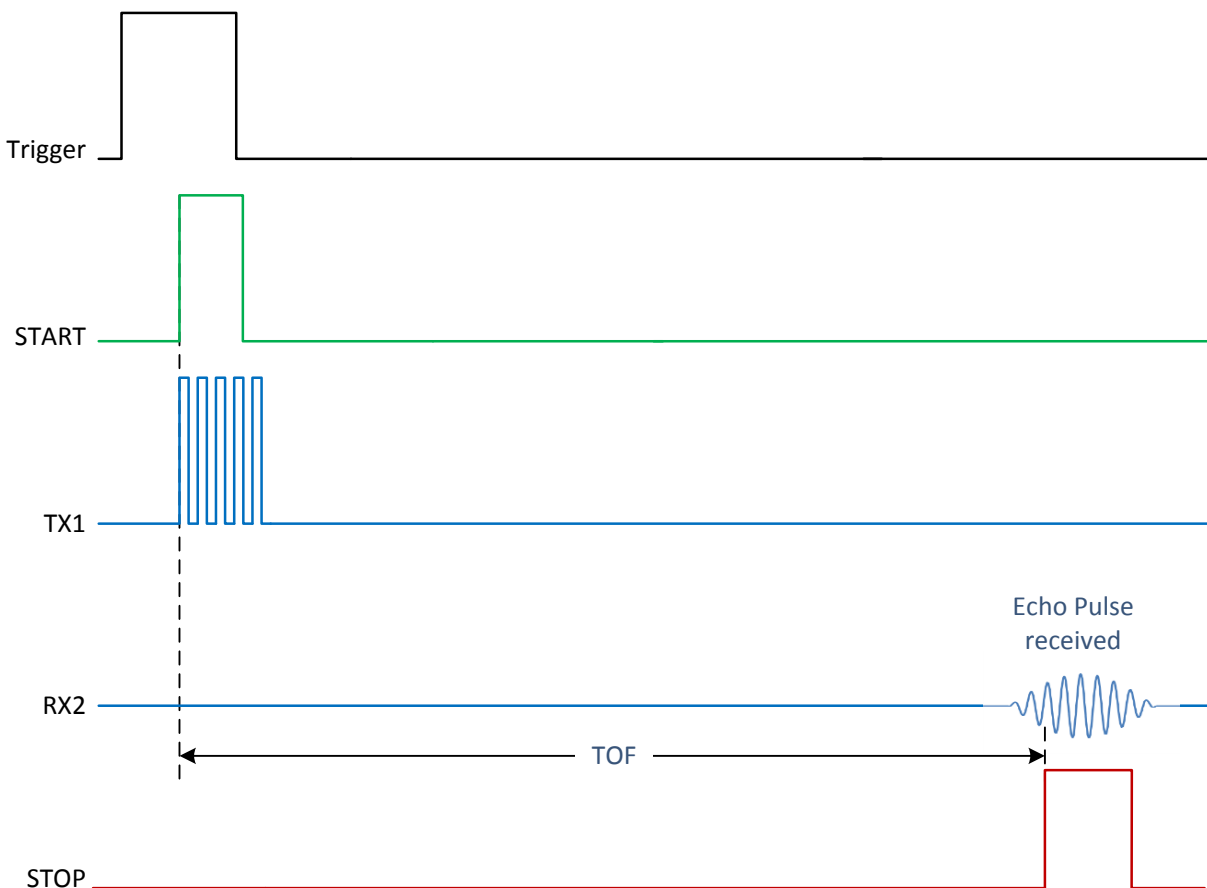 Trigger
START
TX1
Echo Pulse
received
RX2
TOF
STOP